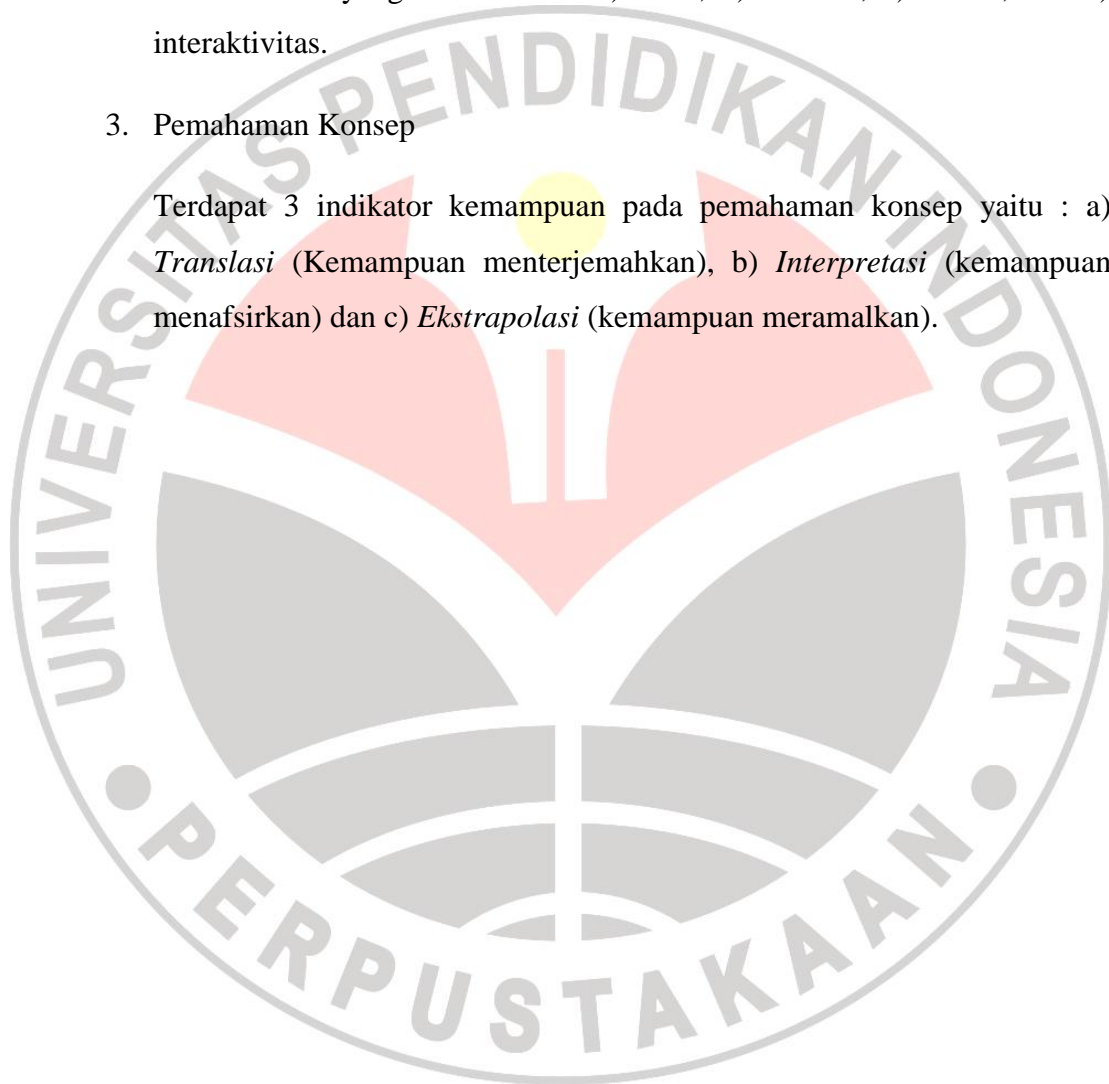 yang
interaktivitas.
3. Pemahaman Konsep
Terdapat 3 indikator kemampuan pada pemahaman konsep yaitu : a)
Translasi (Kemampuan menterjemahkan), b) Interpretasi (kemampuan
menafsirkan) dan c) Ekstrapolasi (kemampuan meramalkan).
UNIVERSITAS PENDIDIKAN INDONESIA
PERPUSTAKAAN